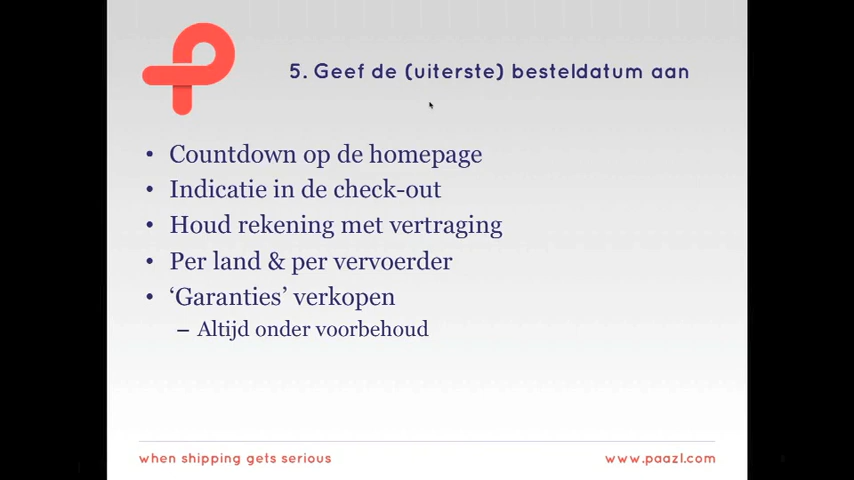 5. Geef de (uiterste) besteldatum aan
• Countdown op de homepage
• Indicatie in de check-out
• Houd rekening met vertraging
• Per land & per vervoerder
• ‘Garanties’ verkopen
– Altijd onder voorbehoud
when shipping gets serious
www.paazl.com